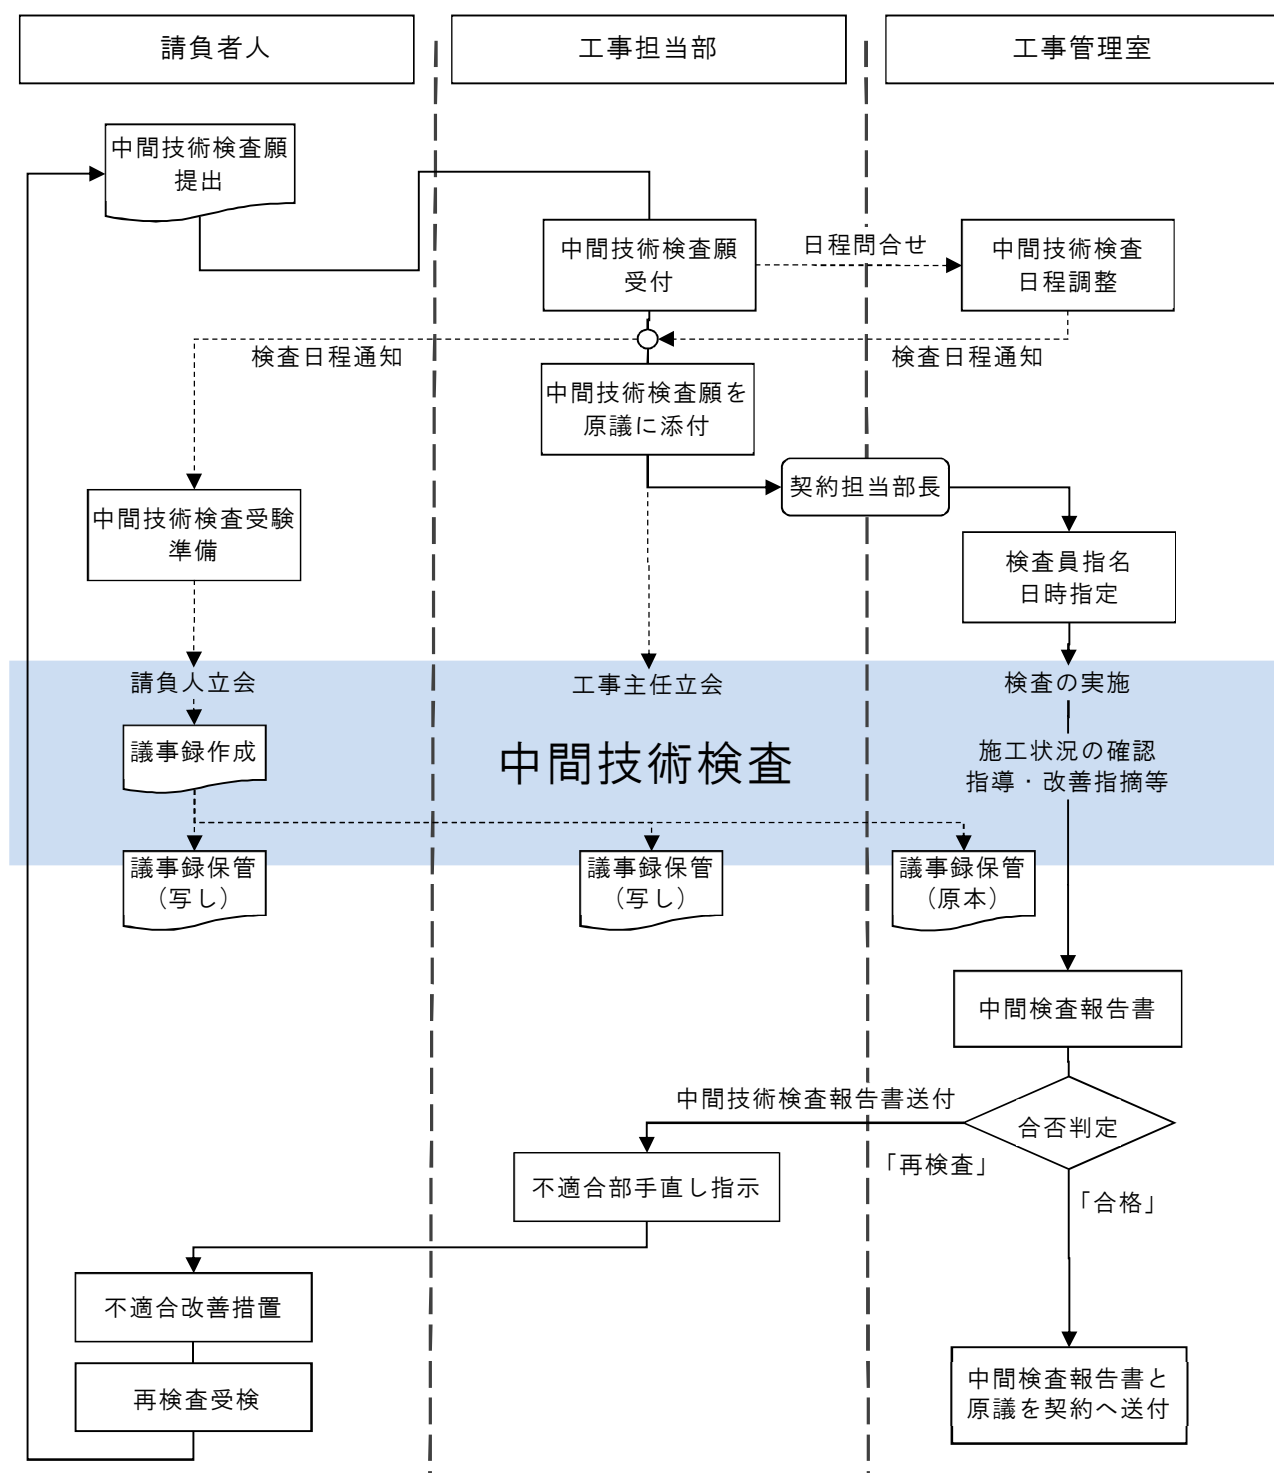 請負者人
工事担当部
工事管理室
中間技術検査願
提出
中間技術検査願
受付
日程問合せ
中間技術検査
日程調整
検査日程通知
検査日程通知
中間技術検査願を
原議に添付
契約担当部長
中間技術検査受験
準備
検査員指名
日時指定
請負人立会
工事主任立会
検査の実施
議事録作成
中間技術検査
施工状況の確認
指導・改善指摘等
議事録保管
（写し）
議事録保管
（写し）
議事録保管
（原本）
中間検査報告書
中間技術検査報告書送付
合否判定
「再検査」
不適合部手直し指示
「合格」
不適合改善措置
再検査受検
中間検査報告書と
原議を契約へ送付